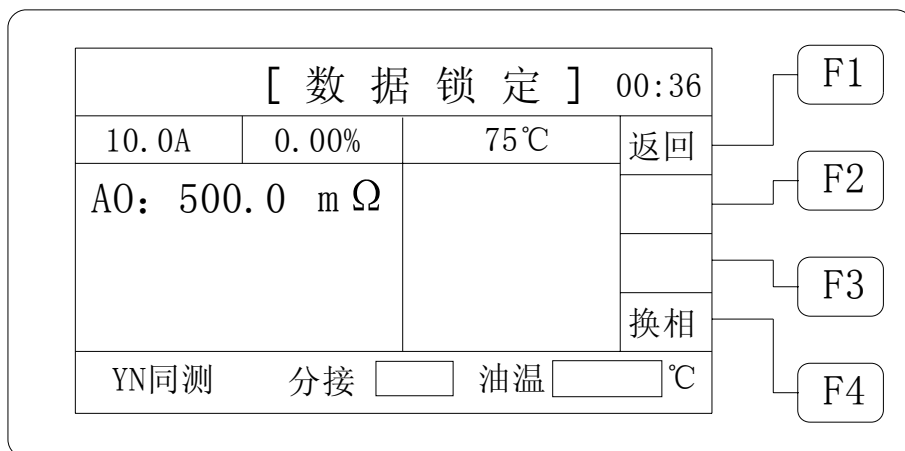 [ 数 据 锁 定 ] 00:36
F1
10.0A 0.00% 75℃ 返回
F2
AO: 500.0 mΩ
F3
换相
YN同测 分接 油温 ℃
F4